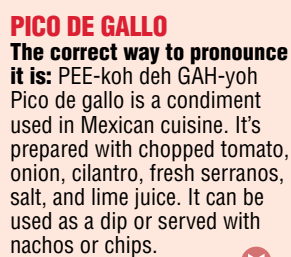 PICO DE GALLO
The correct way to pronounce
it is: PEE-koh deh GAH-yoh
Pico de gallo is a condiment
used in Mexican cuisine. It’s
prepared with chopped tomato,
onion, cilantro, fresh serranos,
salt, and lime juice. It can be
used as a dip or served with
nachos or chips.